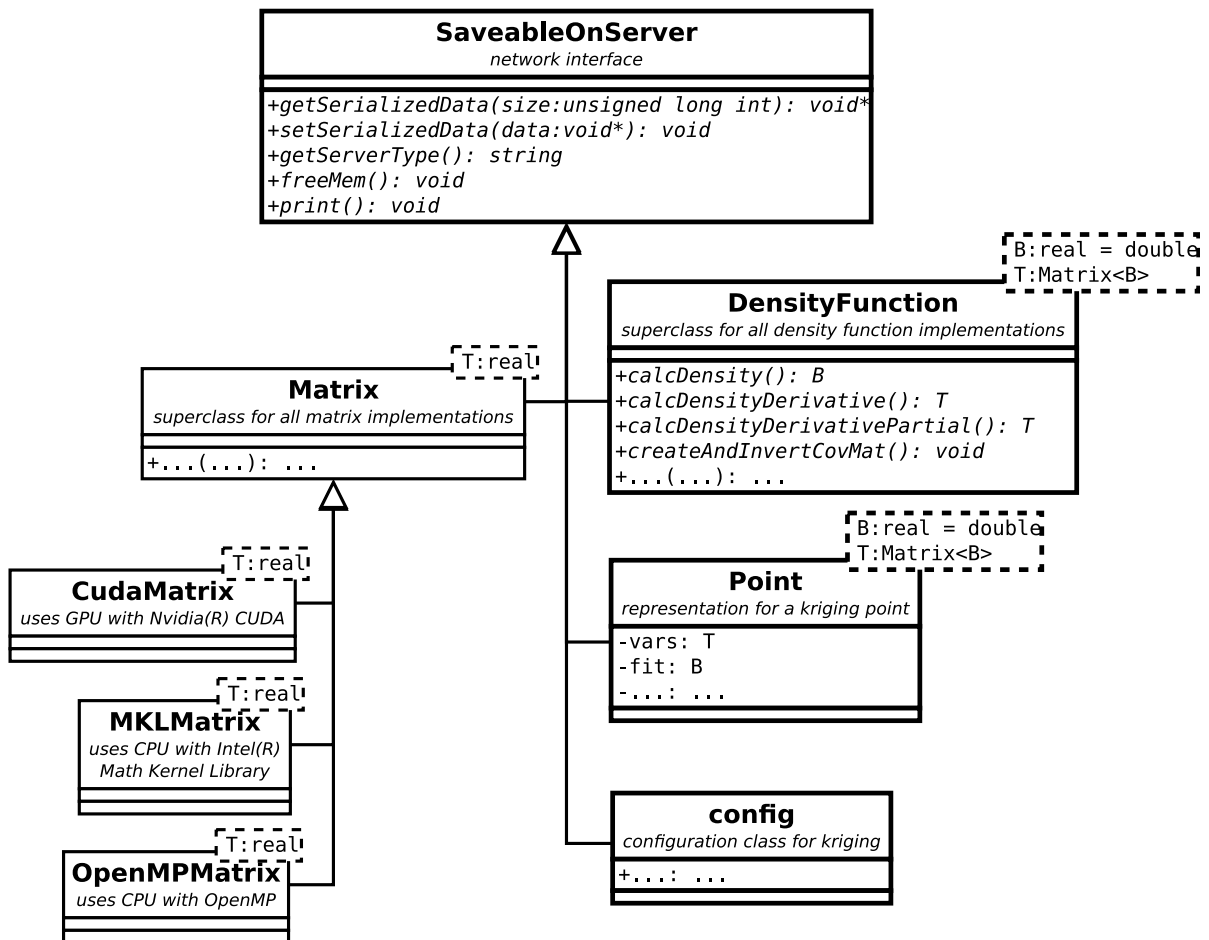 SaveableOnServer
network interface
+getSerializedData(size:unsigned long int): void*
+setSerializedData(data:void*): void
+getServerType(): string
+freeMem(): void
+print(): void
B:real = double
T:Matrix<B>
DensityFunction
superclass for all density function implementations
+calcDensity(): B
+calcDensityDerivative(): T
+calcDensityDerivativePartial(): T
+createAndInvertCovMat(): void
+...(...): ...
T:real
Matrix
superclass for all matrix implementations
+...(...): ...
B:real = double
T:Matrix<B>
Point
representation for a kriging point
-vars: T
-fit: B
-...: ...
T:real
CudaMatrix
uses GPU with Nvidia(R) CUDA
T:real
MKLMatrix
uses CPU with Intel(R)
Math Kernel Library
config
configuration class for kriging
+...: ...
T:real
OpenMPMatrix
uses CPU with OpenMP